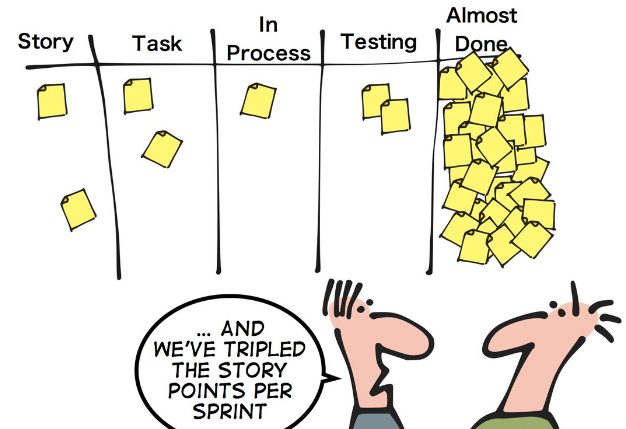 Story
Task
In
Process
Testing
Almost
Done
... AND
WE'VE TRIPLED
THE STORY
POINTS PER
SPRINT